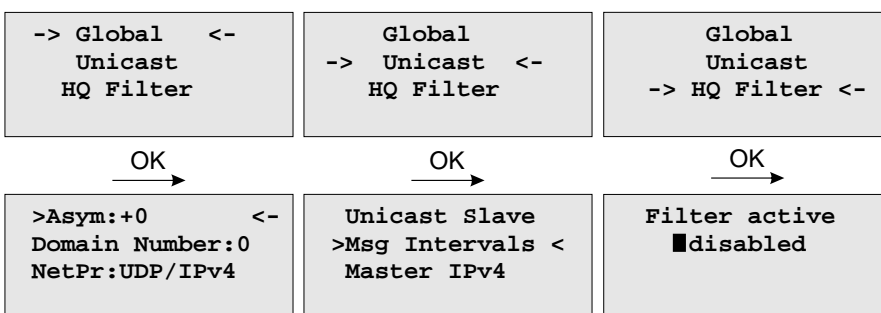 -> Global <-
Unicast
HQ Filter
Global
-> Unicast <-
HQ Filter
Global
Unicast
-> HQ Filter <-
OK
OK
OK
>Asym:+0 <-
Domain Number:0
NetPr:UDP/IPv4
Unicast Slave
>Msg Intervals <
Master IPv4
Filter active
█disabled